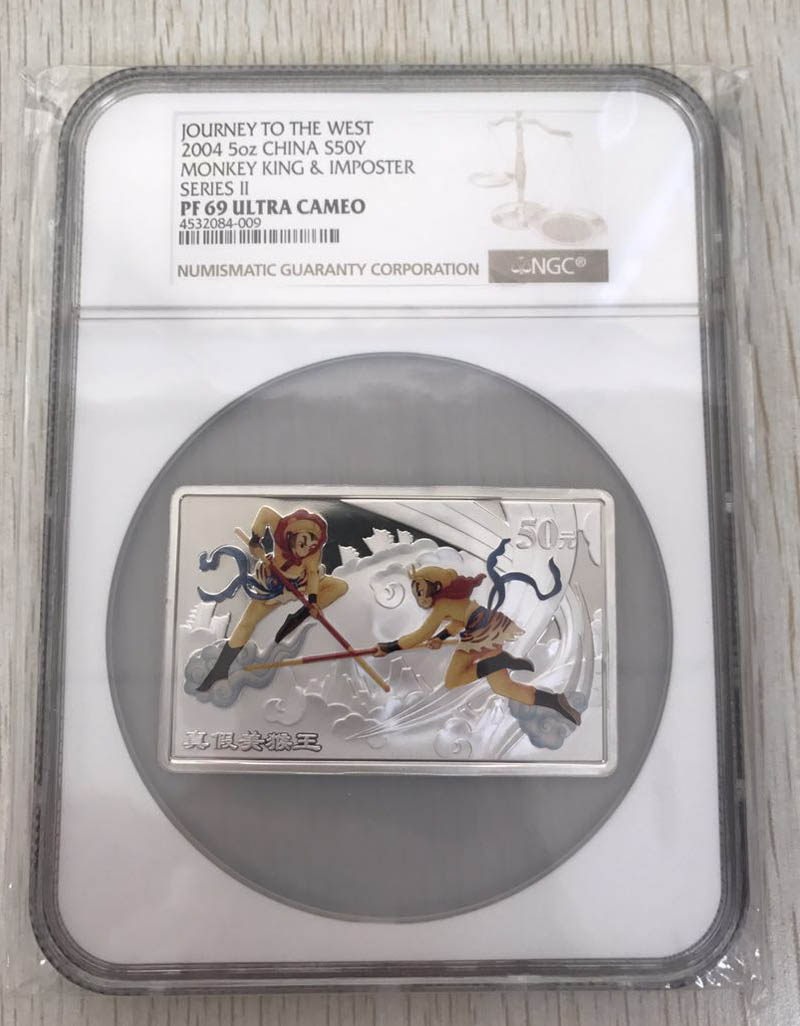 JOURNEY TO THE WEST
2004 5oz CHINA S50Y
MONKEY KING & IMPOSTER
SERIES II
PF 69 ULTRA CAMEO
4532084-009
NUMISMATIC GUARANTY CORPORATION
NGC®
50元
真假美猴王